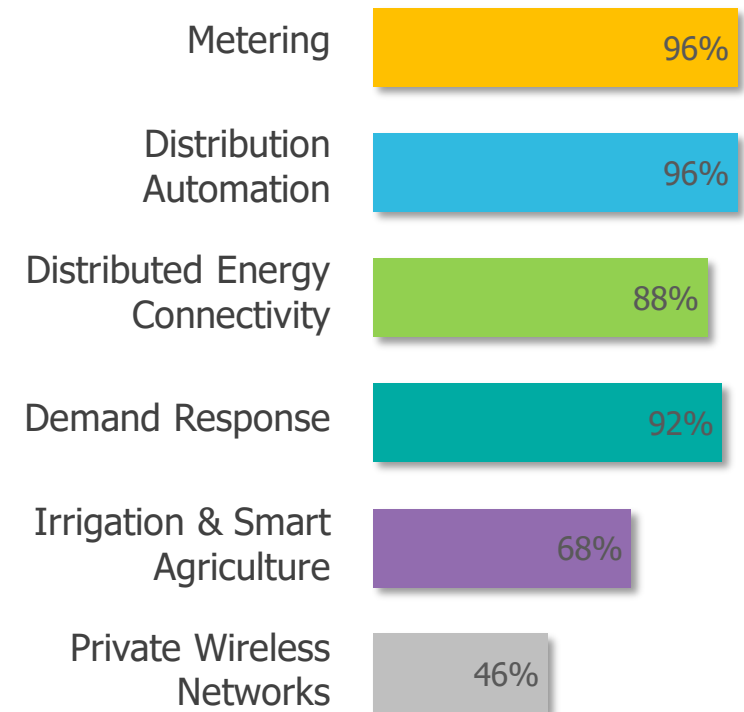 Metering
96%
Distribution
Automation
96%
Distributed Energy
Connectivity
88%
Demand Response
92%
Irrigation & Smart
Agriculture
68%
Private Wireless
Networks
46%